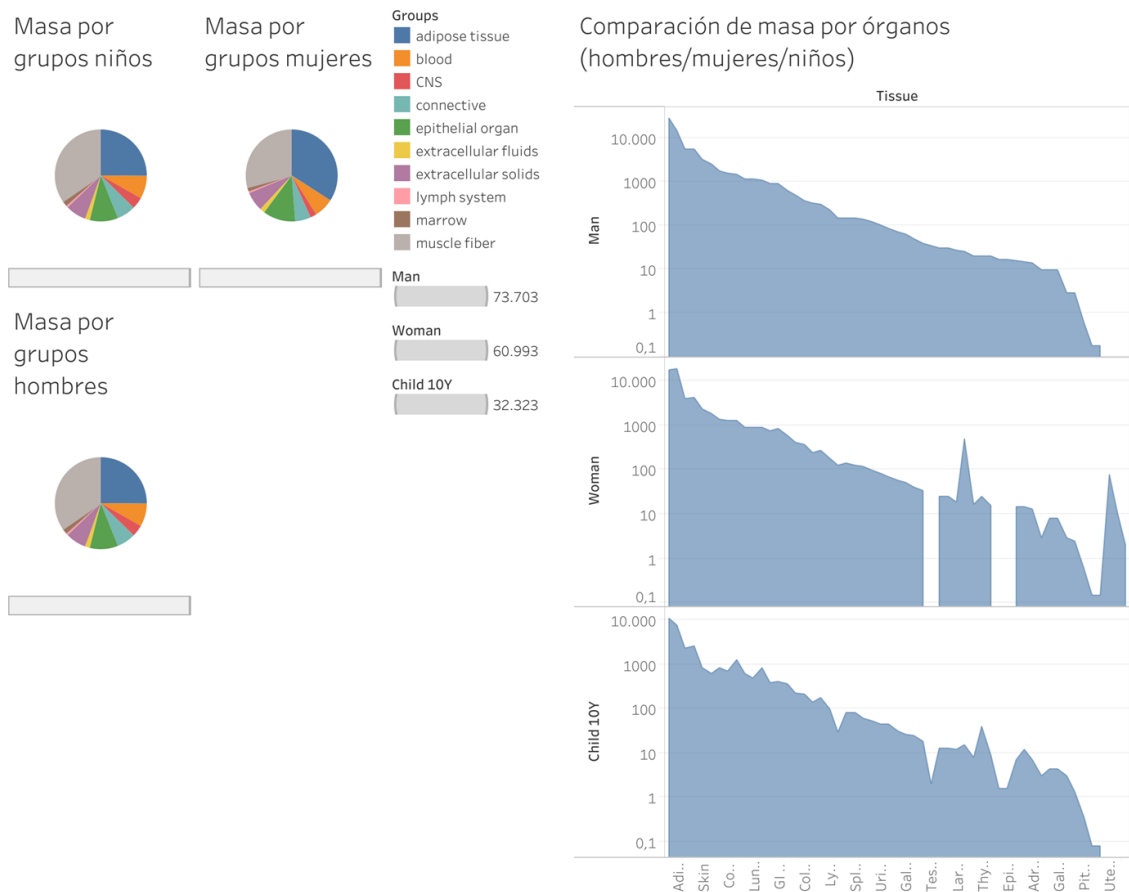 Masa por
grupos niños
Masa por
grupos mujeres
Groups
adipose tissue
blood
CNS
connective
epithelial organ
extracellular fluids
extracellular solids
lymph system
marrow
muscle fiber
Man
73.703
Woman
60.993
Child 10Y
32.323
Masa por
grupos
hombres
Comparación de masa por órganos
(hombres/mujeres/niños)
Tissue
Man
10.000
1000
100
10
1
0,1
Woman
10.000
1000
100
10
1
0,1
Child 10Y
10.000
1000
100
10
1
0,1
Adi..
Skin
Co..
Lun..
Gl..
Col..
Ly..
Spl..
Uri..
Gal..
Tes..
Lar..
Thy..
Epi..
Adr..
Gal..
Pit..
Ute..